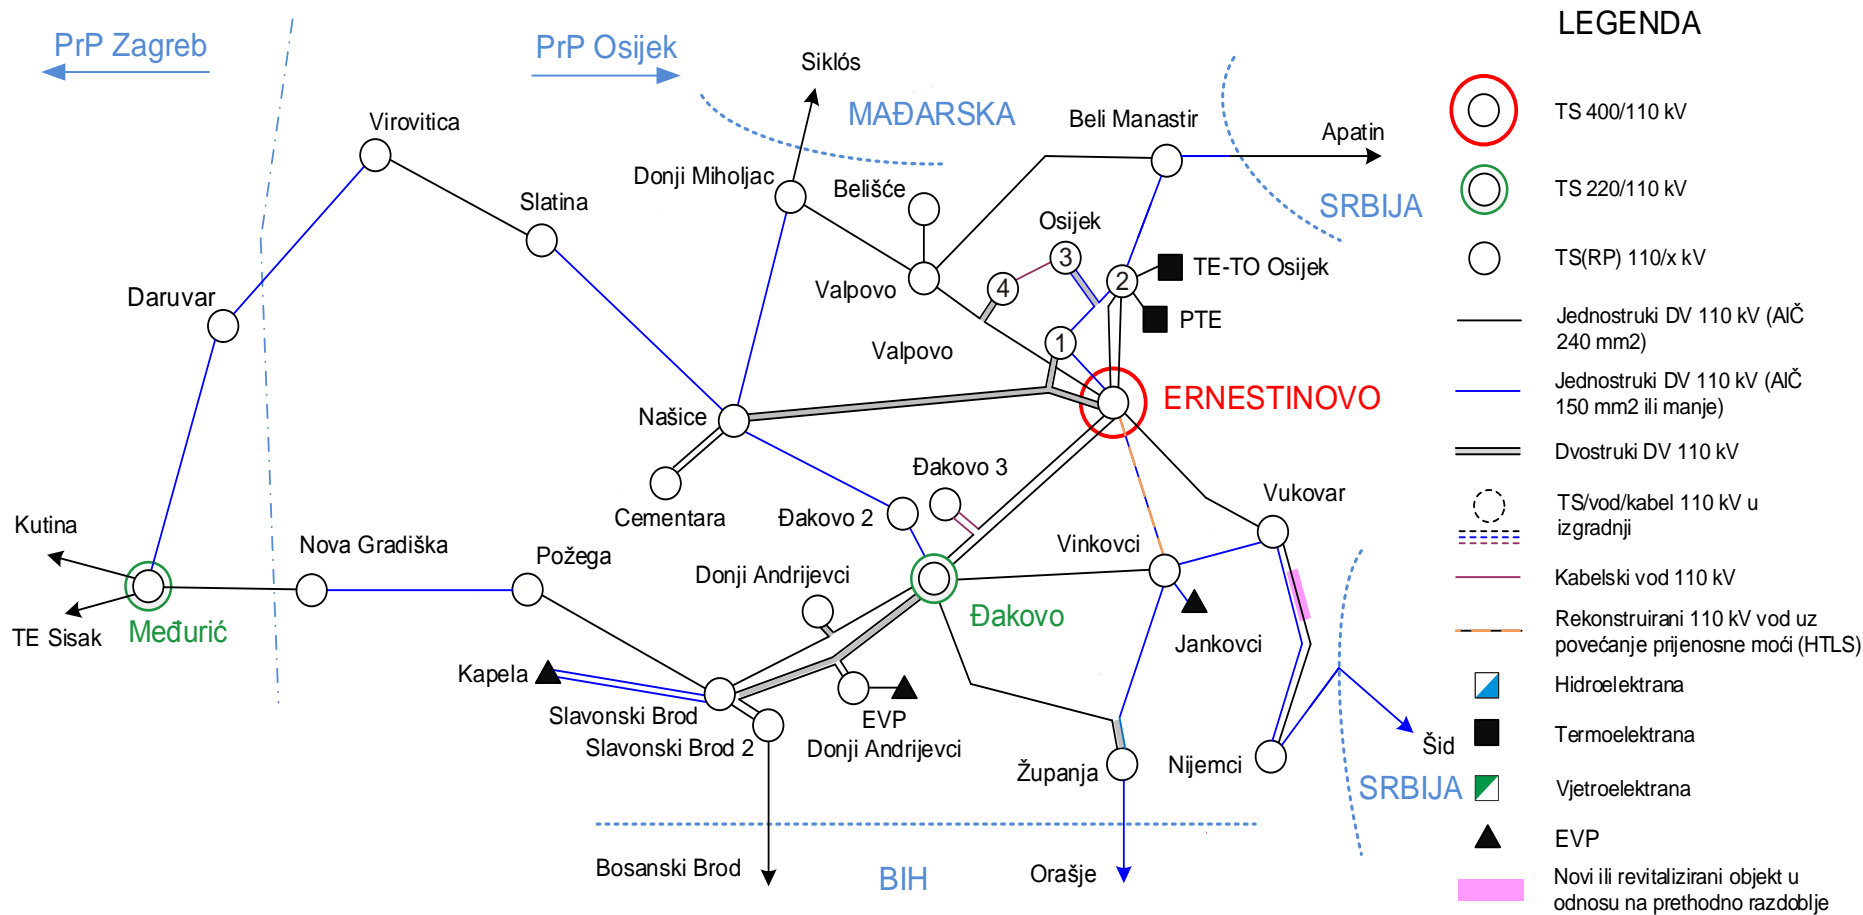 PrP Zagreb
PrP Osijek
Siklós
MAĐARSKA
Virovitica
Beli Manastir
Apatin
Donji Miholjac
Belišće
Slatina
Osijek
SRBIJA
3
2
TE-TO Osijek
4
Valpovo
Daruvar
PTE
1
Valpovo
ERNESTINOVO
Našice
Đakovo 3
Cementara
Đakovo 2
Vukovar
Kutina
Nova Gradiška
Požega
Vinkovci
Donji Andrijevci
TE Sisak
Međurić
Đakovo
Jankovci
Kapela
Slavonski Brod
EVP
Slavonski Brod 2
Donji Andrijevci
Županja
Nijemci
Šid
SRBIJA
Bosanski Brod
BIH
Orašje
LEGENDA
TS 400/110 kV
TS 220/110 kV
TS(RP) 110/x kV
Jednostruki DV 110 kV (AlČ
240 mm2)
Jednostruki DV 110 kV (AlČ
150 mm2 ili manje)
Dvostruki DV 110 kV
TS/vod/kabel 110 kV u
izgradnji
Kabelski vod 110 kV
Rekonstruirani 110 kV vod uz
povećanje prijenosne moći (HTLS)
Hidroelektrana
Termoelektrana
Vjetroelektrana
EVP
Novi ili revitalizirani objekt u
odnosu na prethodno razdoblje